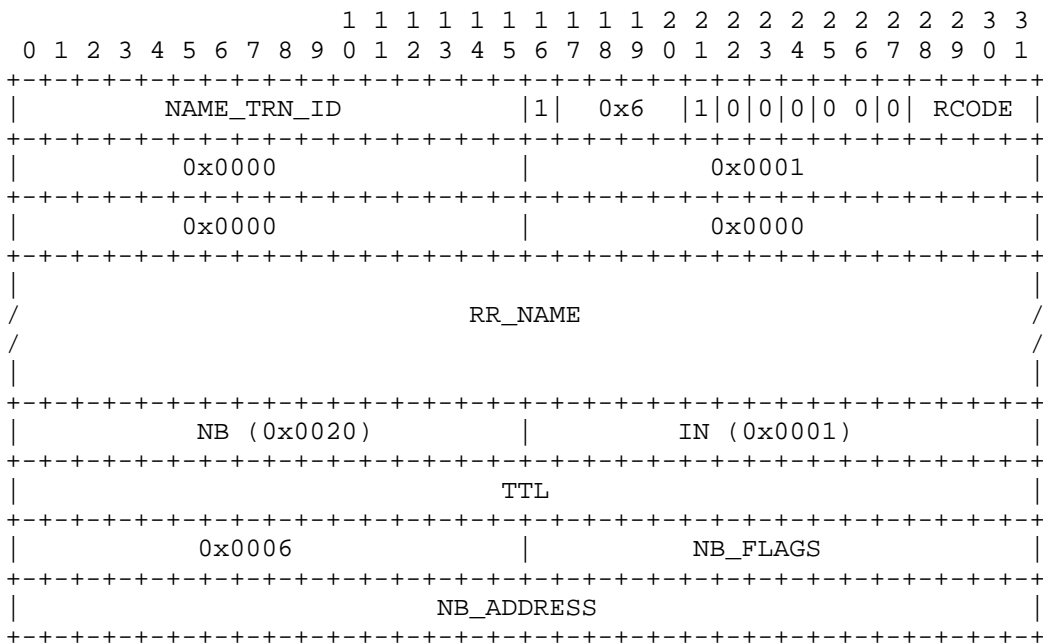 1 1 1 1 1 1 1 1 1 1 2 2 2 2 2 2 2 2 2 2 3 3
 0 1 2 3 4 5 6 7 8 9 0 1 2 3 4 5 6 7 8 9 0 1 2 3 4 5 6 7 8 9 0 1
+-+-+-+-+-+-+-+-+-+-+-+-+-+-+-+-+-+-+-+-+-+-+-+-+-+-+-+-+-+-+-+-+
|         NAME_TRN_ID           |1|  0x6  |1|0|0|0|0 0|0| RCODE |
+-+-+-+-+-+-+-+-+-+-+-+-+-+-+-+-+-+-+-+-+-+-+-+-+-+-+-+-+-+-+-+-+
|          0x0000               |           0x0001              |
+-+-+-+-+-+-+-+-+-+-+-+-+-+-+-+-+-+-+-+-+-+-+-+-+-+-+-+-+-+-+-+-+
|          0x0000               |           0x0000              |
+-+-+-+-+-+-+-+-+-+-+-+-+-+-+-+-+-+-+-+-+-+-+-+-+-+-+-+-+-+-+-+-+
|                                                               |
/                            RR_NAME                            /
/                                                               /
|                                                               |
+-+-+-+-+-+-+-+-+-+-+-+-+-+-+-+-+-+-+-+-+-+-+-+-+-+-+-+-+-+-+-+-+
|           NB (0x0020)         |         IN (0x0001)           |
+-+-+-+-+-+-+-+-+-+-+-+-+-+-+-+-+-+-+-+-+-+-+-+-+-+-+-+-+-+-+-+-+
|                              TTL                              |
+-+-+-+-+-+-+-+-+-+-+-+-+-+-+-+-+-+-+-+-+-+-+-+-+-+-+-+-+-+-+-+-+
|           0x0006              |          NB_FLAGS             |
+-+-+-+-+-+-+-+-+-+-+-+-+-+-+-+-+-+-+-+-+-+-+-+-+-+-+-+-+-+-+-+-+
|                          NB_ADDRESS                           |
+-+-+-+-+-+-+-+-+-+-+-+-+-+-+-+-+-+-+-+-+-+-+-+-+-+-+-+-+-+-+-+-+